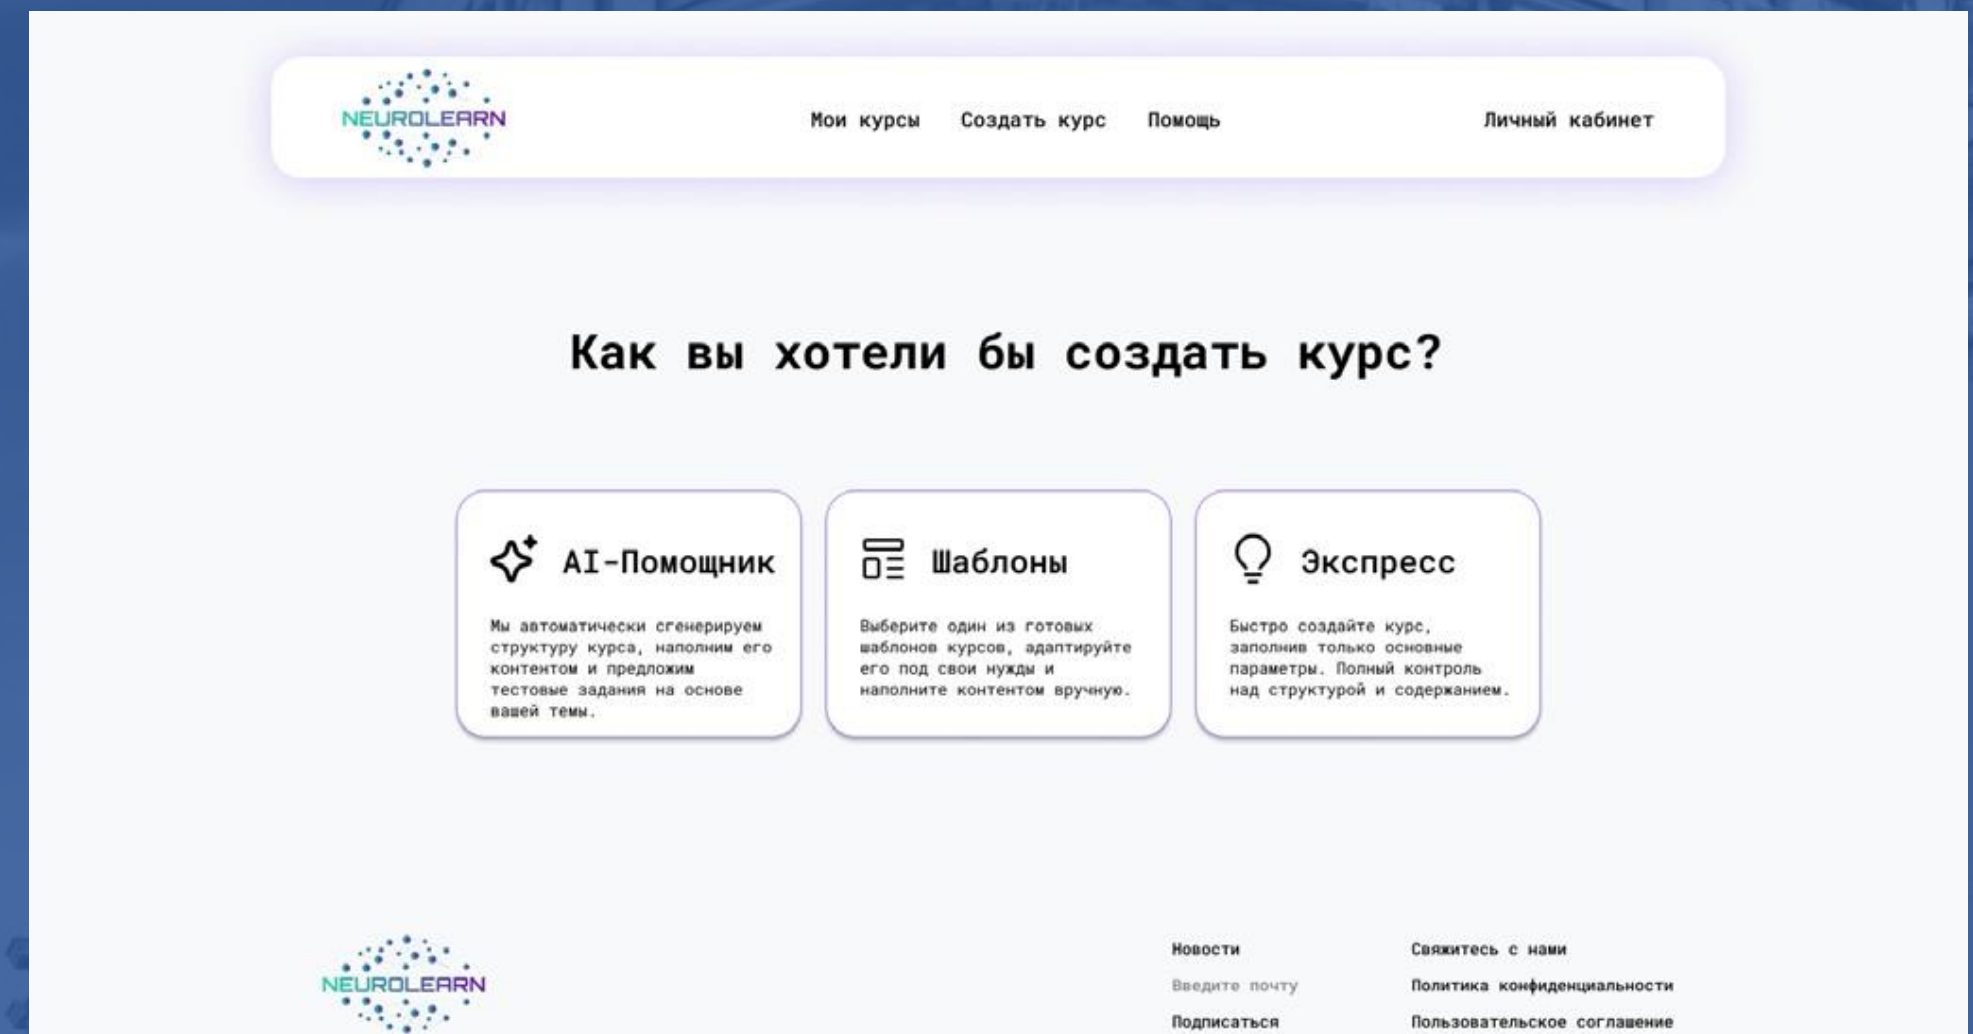 NEUROLEARN
Мои курсы Создать курс Помощь Личный кабинет
Как вы хотели бы создать курс?
AI-Помощник
Мы автоматически сгенерируем
структуру курса, наполним его
контентом и предложим
тестовые задания на основе
вашей темы.
Шаблоны
Выберите один из готовых
шаблонов курсов, адаптируйте
его под свои нужды и
наполните контентом вручную.
Экспресс
Быстро создайте курс,
заполнив только основные
параметры. Полный контроль
над структурой и содержанием.
NEUROLEARN
Новости
Введите почту
Подписаться
Свяжитесь с нами
Политика конфиденциальности
Пользовательское соглашение